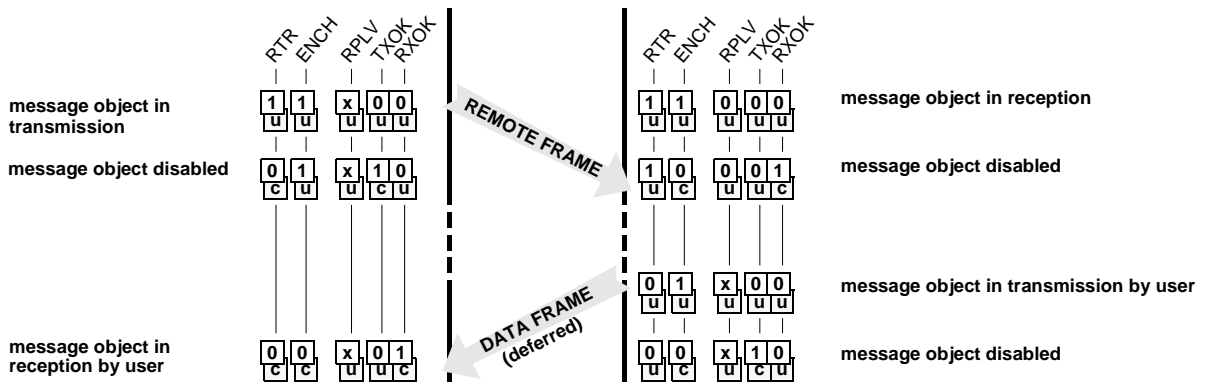 RTR ENCH RPLV TXOK RXOK RTR ENCH RPLV TXOK RXOK
message object in transmission 1 1 x 0 0
u u u u u
REMOTE FRAME
1 1 0 0 0 message object in reception
u u u u u
message object disabled 0 1 x 1 0
c u u c u
1 0 0 0 1 message object disabled
u c u u c
0 1 x 0 0 message object in transmission by user
u u u u u
DATA FRAME
(deferred)
message object in reception by user 0 0 x 0 1
c c u u c
0 0 x 1 0 message object disabled
u c u c u